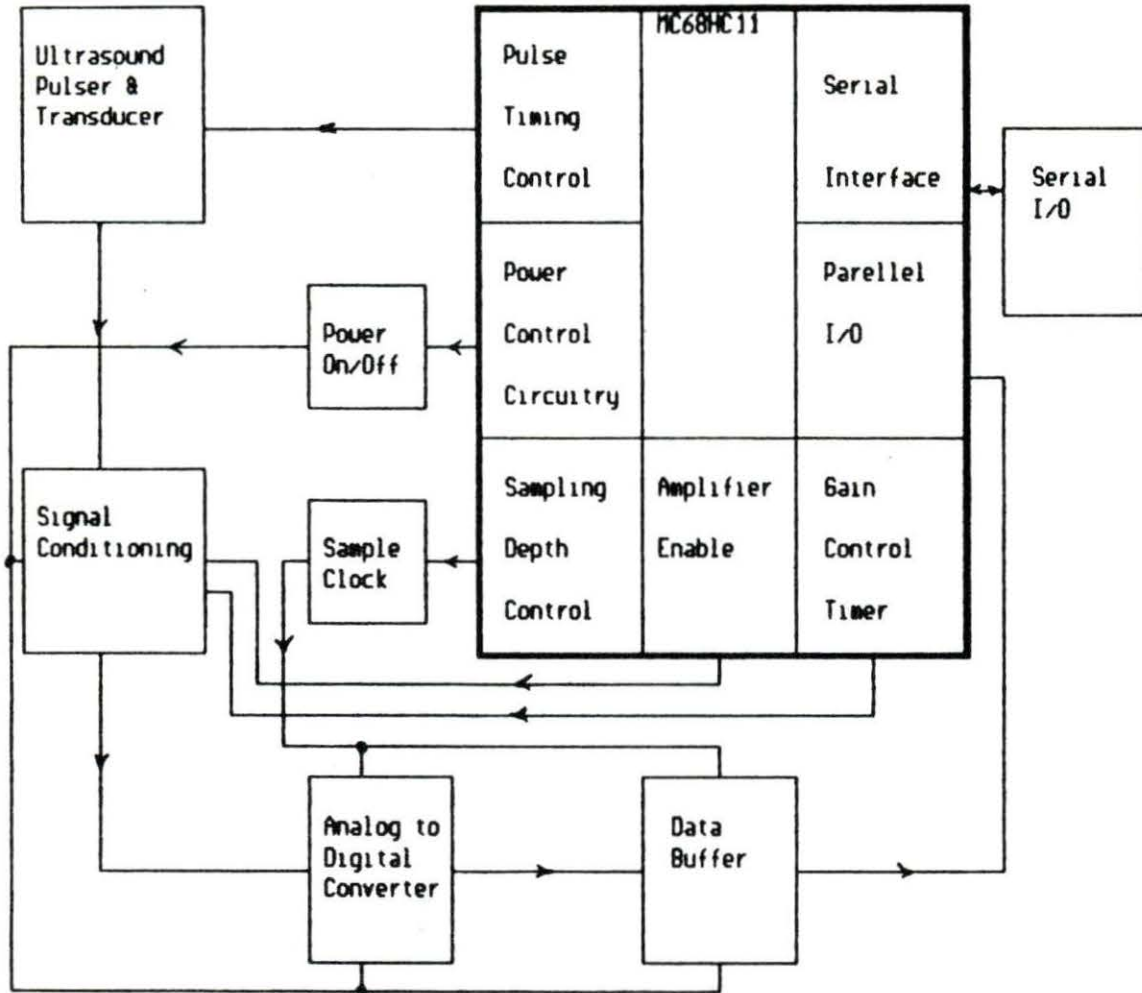 Ultrasound
Pulser &
Transducer
MC68HC11
Pulse
Timing
Control
Serial
Interface
Serial
I/O
Power
Control
Circuitry
Parellel
I/O
Power
On/Off
Signal
Conditioning
Sample
Clock
Sampling
Depth
Control
Amplifier
Enable
Gain
Control
Timer
Analog to
Digital
Converter
Data
Buffer